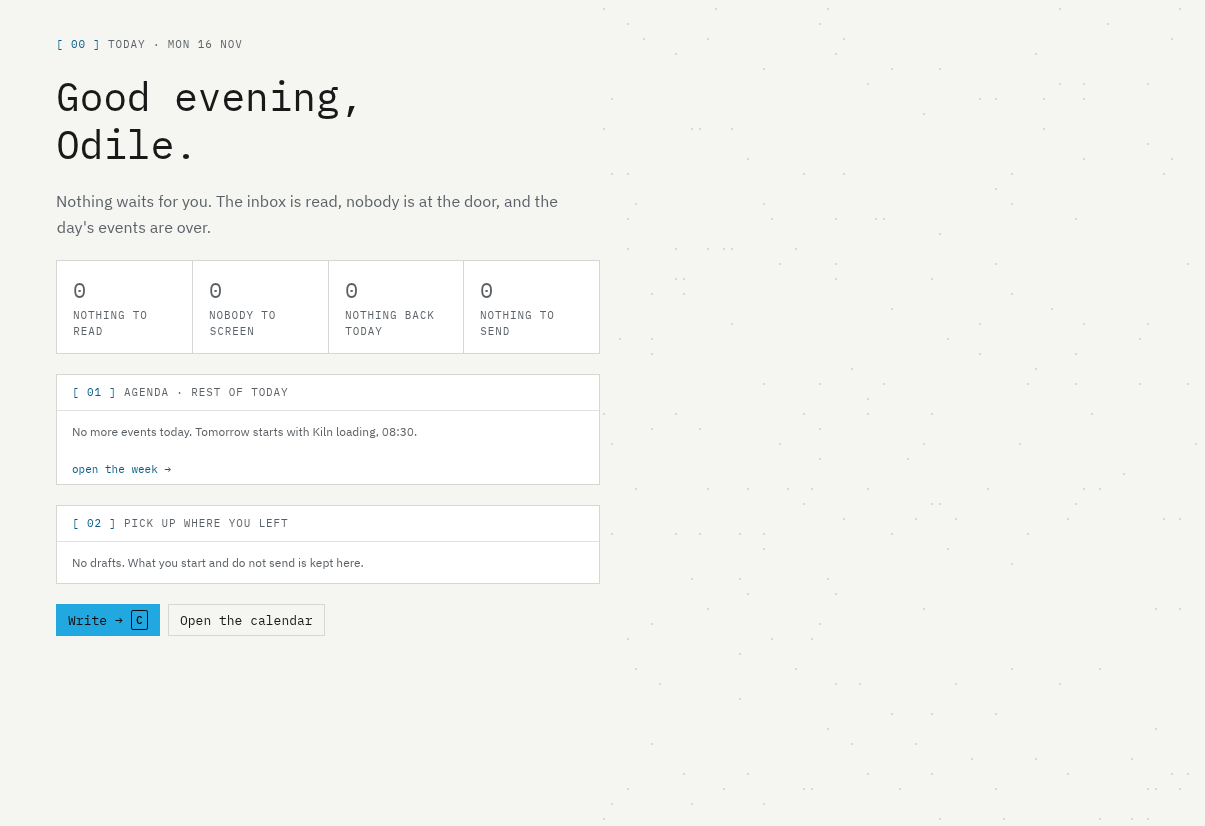 [ 00 ] TODAY · MON 16 NOV
Good evening,
Odile.
Nothing waits for you. The inbox is read, nobody is at the door, and the
day's events are over.
0
NOTHING TO
READ
0
NOBODY TO
SCREEN
0
NOTHING BACK
TODAY
0
NOTHING TO
SEND
[ 01 ] AGENDA · REST OF TODAY
No more events today. Tomorrow starts with Kiln loading, 08:30.
open the week →
[ 02 ] PICK UP WHERE YOU LEFT
No drafts. What you start and do not send is kept here.
Write → C
Open the calendar